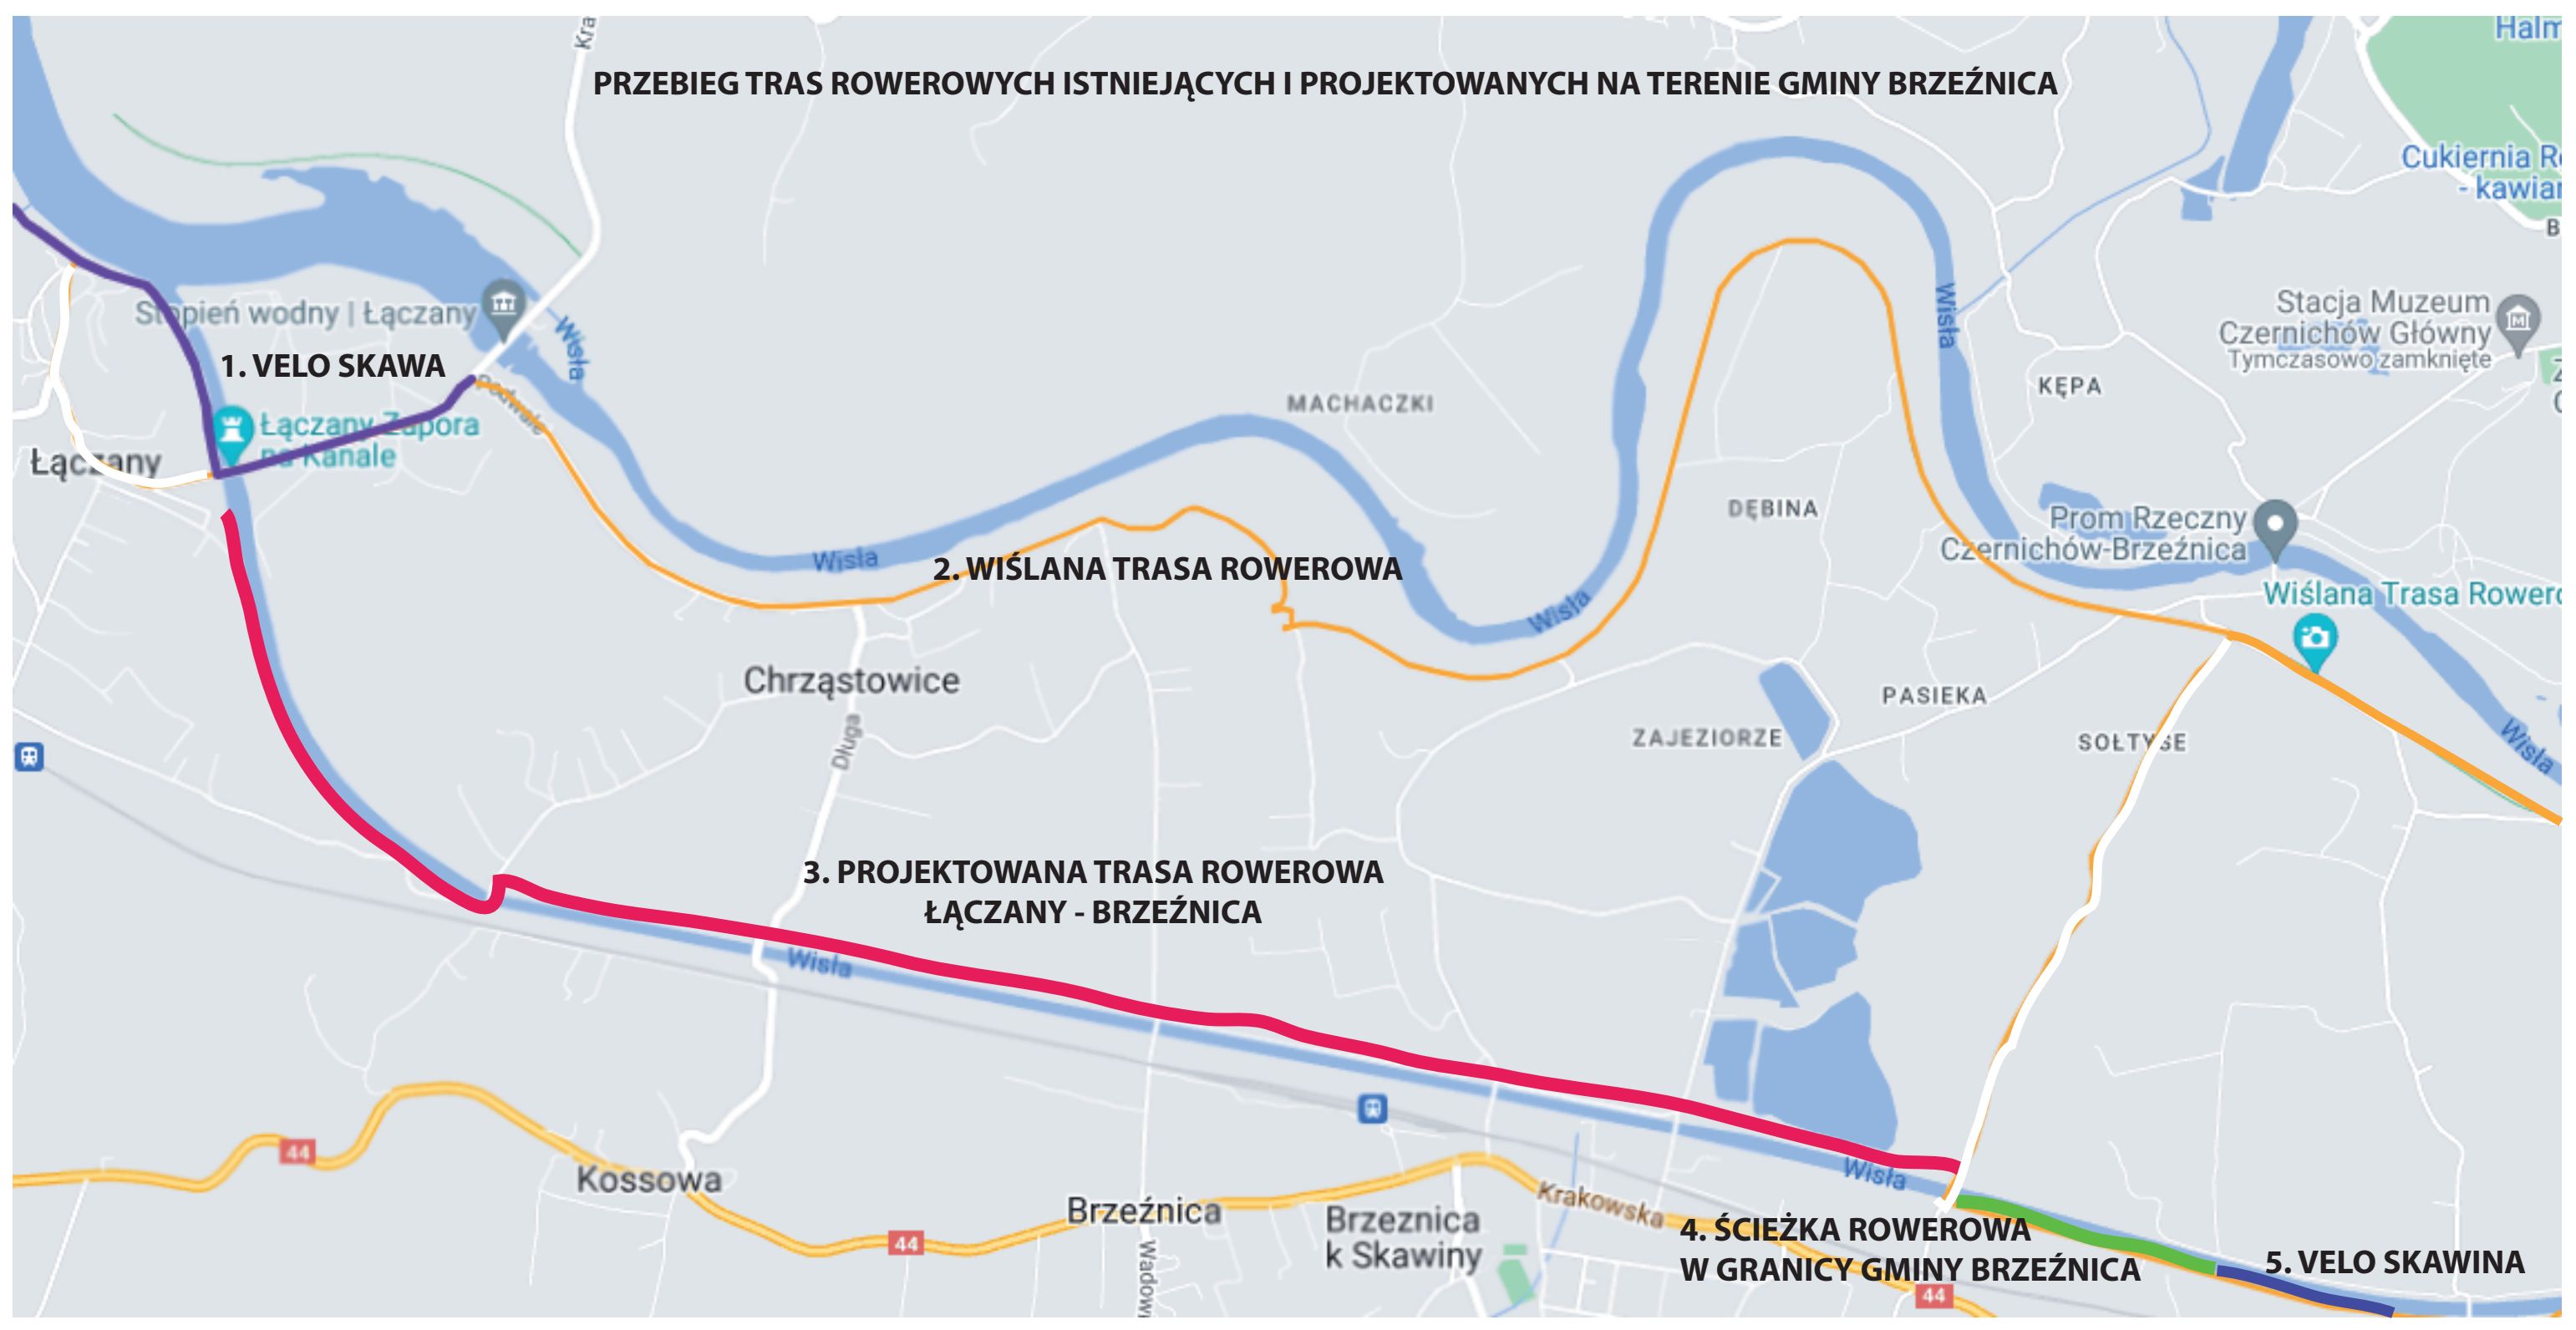 Kra
Halm
PRZEBIEG TRAS ROWEROWYCH ISTNIEJĄCYCH I PROJEKTOWANYCH NA TERENIE GMINY BRZEŹNICA
Cukiernia R
- kawiar
B
Stopień wodny | Łączany
Wisła
Wisła
Stacja Muzeum
Czernichów Główny
Tymczasowo zamknięte
1. VELO SKAWA
Podwale
KĘPA
MACHACZKI
Łączany Zapora
na Kanale
Łączany
DĘBINA
Prom Rzeczny
Czernichów-Brzeźnica
Wisła
2. WIŚLANA TRASA ROWEROWA
Wisła
Wiślana Trasa Rowero
Chrząstowice
PASIEKA
ZAJEZIORZE
SOŁTYSE
Wisła
Długa
3. PROJEKTOWANA TRASA ROWEROWA
ŁĄCZANY - BRZEŹNICA
Wisła
44
Kossowa
Wisła
Brzeźnica
Krakowska
Brzeznica
k Skawiny
44
Wadow
4. ŚCIEŻKA ROWEROWA
W GRANICY GMINY BRZEŹNICA
5. VELO SKAWINA
44